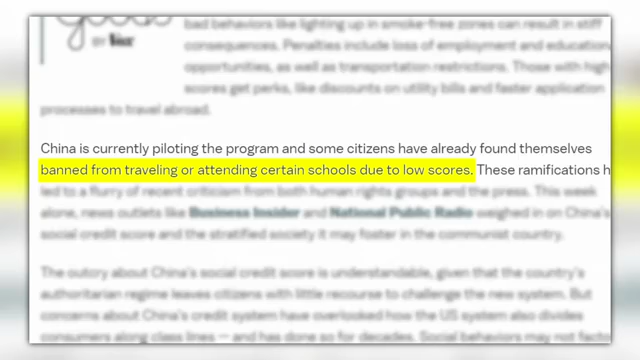 good
bad behaviors like lighting up in smoke-free zones can result in stiff
consequences. Penalties include loss of employment and education
opportunities, as well as transportation restrictions. Those with high
scores get perks, like discounts on utility bills and faster application
processes to travel abroad.
China is currently piloting the program and some citizens have already found themselves
banned from traveling or attending certain schools due to low scores. These ramifications h
led to a flurry of recent criticism from both human rights groups and the press. This week
alone, news outlets like Business Insider and National Public Radio weighed in on China's
social credit score and the stratified society it may foster in the communist country.
The outcry about China's social credit score is understandable, given that the country's
authoritarian regime leaves citizens with little recourse to challenge the new system. But
concerns about China's credit system have overlooked how the US system also divides
consumers along class lines — and has done so for decades. Social behaviors may not facto